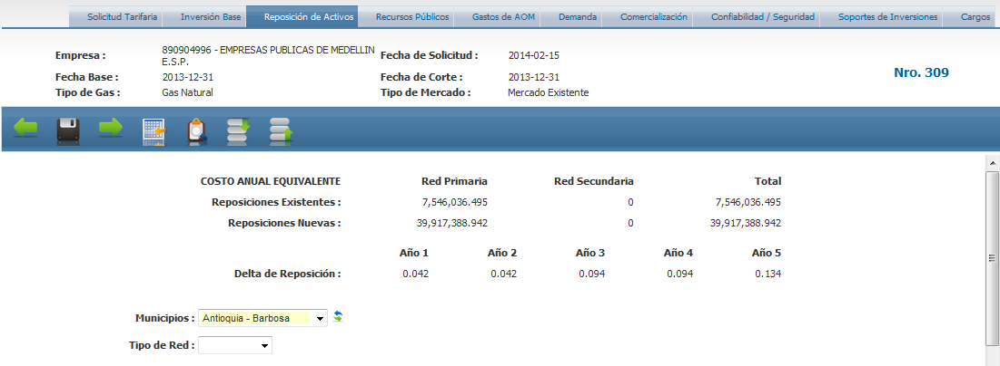 Solicitud Tarifaria Inversión Base Reposición de Activos Recursos Públicos Gastos de AOM Demanda Comercialización Confiabilidad / Seguridad Soportes de Inversiones Cargos
Empresa : 890904996 - EMPRESAS PUBLICAS DE MEDELLIN E.S.P. Fecha de Solicitud : 2014-02-15
Fecha Base : 2013-12-31 Fecha de Corte : 2013-12-31 Nro. 309
Tipo de Gas : Gas Natural Tipo de Mercado : Mercado Existente
COSTO ANUAL EQUIVALENTE Red Primaria Red Secundaria Total
Reposiciones Existentes : 7,546,036.495 0 7,546,036.495
Reposiciones Nuevas : 39,917,388.942 0 39,917,388.942
Año 1 Año 2 Año 3 Año 4 Año 5
Delta de Reposición : 0.042 0.042 0.094 0.094 0.134
Municipios : Antioquia - Barbosa
Tipo de Red :